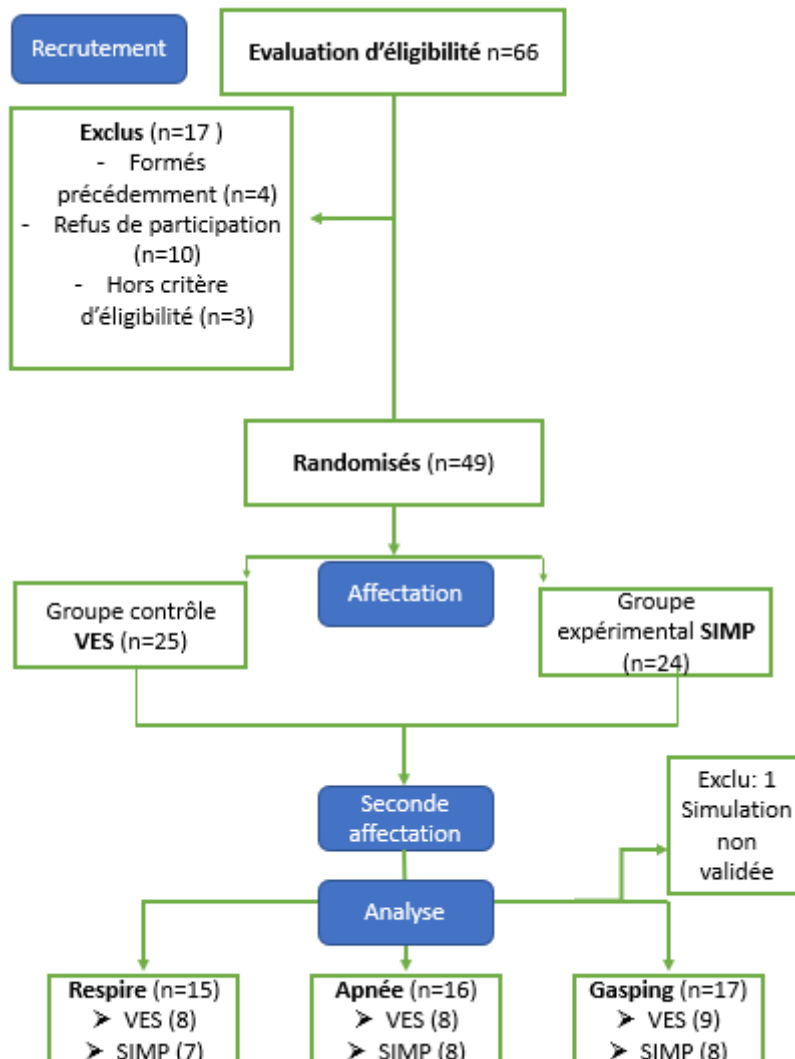 Recrutement
Evaluation d'éligibilité n=66
Exclus (n=17 )
- Formés
précédemment (n=4)
- Refus de participation
(n=10)
- Hors critère
d'éligibilité (n=3)
Randomisés (n=49)
Affectation
Groupe contrôle
VES (n=25)
Groupe
expérimental SIMP
(n=24)
Seconde
affectation
Exclu: 1
Simulation
non
validée
Analyse
Respire (n=15)
➤ VES (8)
➤ SIMP (7)
Apnée (n=16)
➤ VES (8)
➤ SIMP (8)
Gasping (n=17)
➤ VES (9)
➤ SIMP (8)